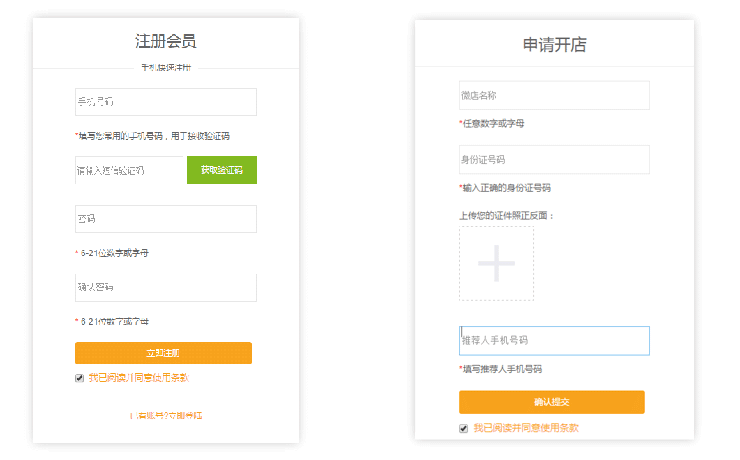 注册会员
手机快速注册
手机号码
*填写您常用的手机号码，用于接收验证码
请输入短信验证码
获取验证码
密码
* 6-21位数字或字母
确认密码
* 6-21位数字或字母
立即注册
我已阅读并同意使用条款
已有账号?立即登陆
申请开店
微店名称
*任意数字或字母
身份证号码
*输入正确的身份证号码
上传您的证件照正反面：
推荐人手机号码
*填写推荐人手机号码
确认提交
我已阅读并同意使用条款